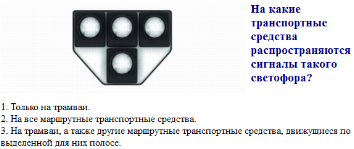 На какие
транспортные
средства
распространяются
сигналы такого
светофора?
1. Только на трамваи.
2. На все маршрутные транспортные средства.
3. На трамваи, а также другие маршрутные транспортные средства, движущиеся по
выделенной для них полосе.